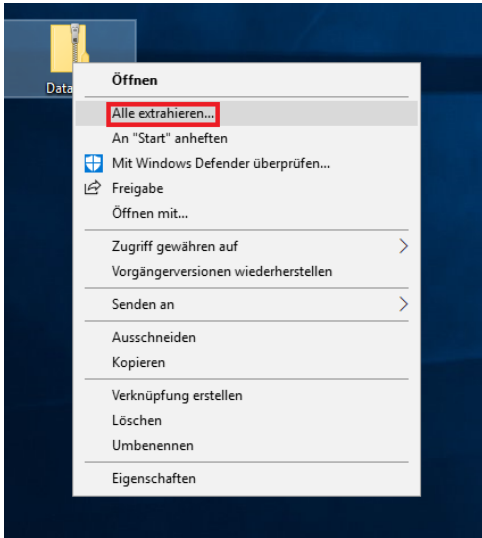 Data
Öffnen
Alle extrahieren...
An "Start" anheften
Mit Windows Defender überprüfen...
Freigabe
Öffnen mit...
Zugriff gewähren auf
Vorgängerversionen wiederherstellen
Senden an
Ausschneiden
Kopieren
Verknüpfung erstellen
Löschen
Umbenennen
Eigenschaften